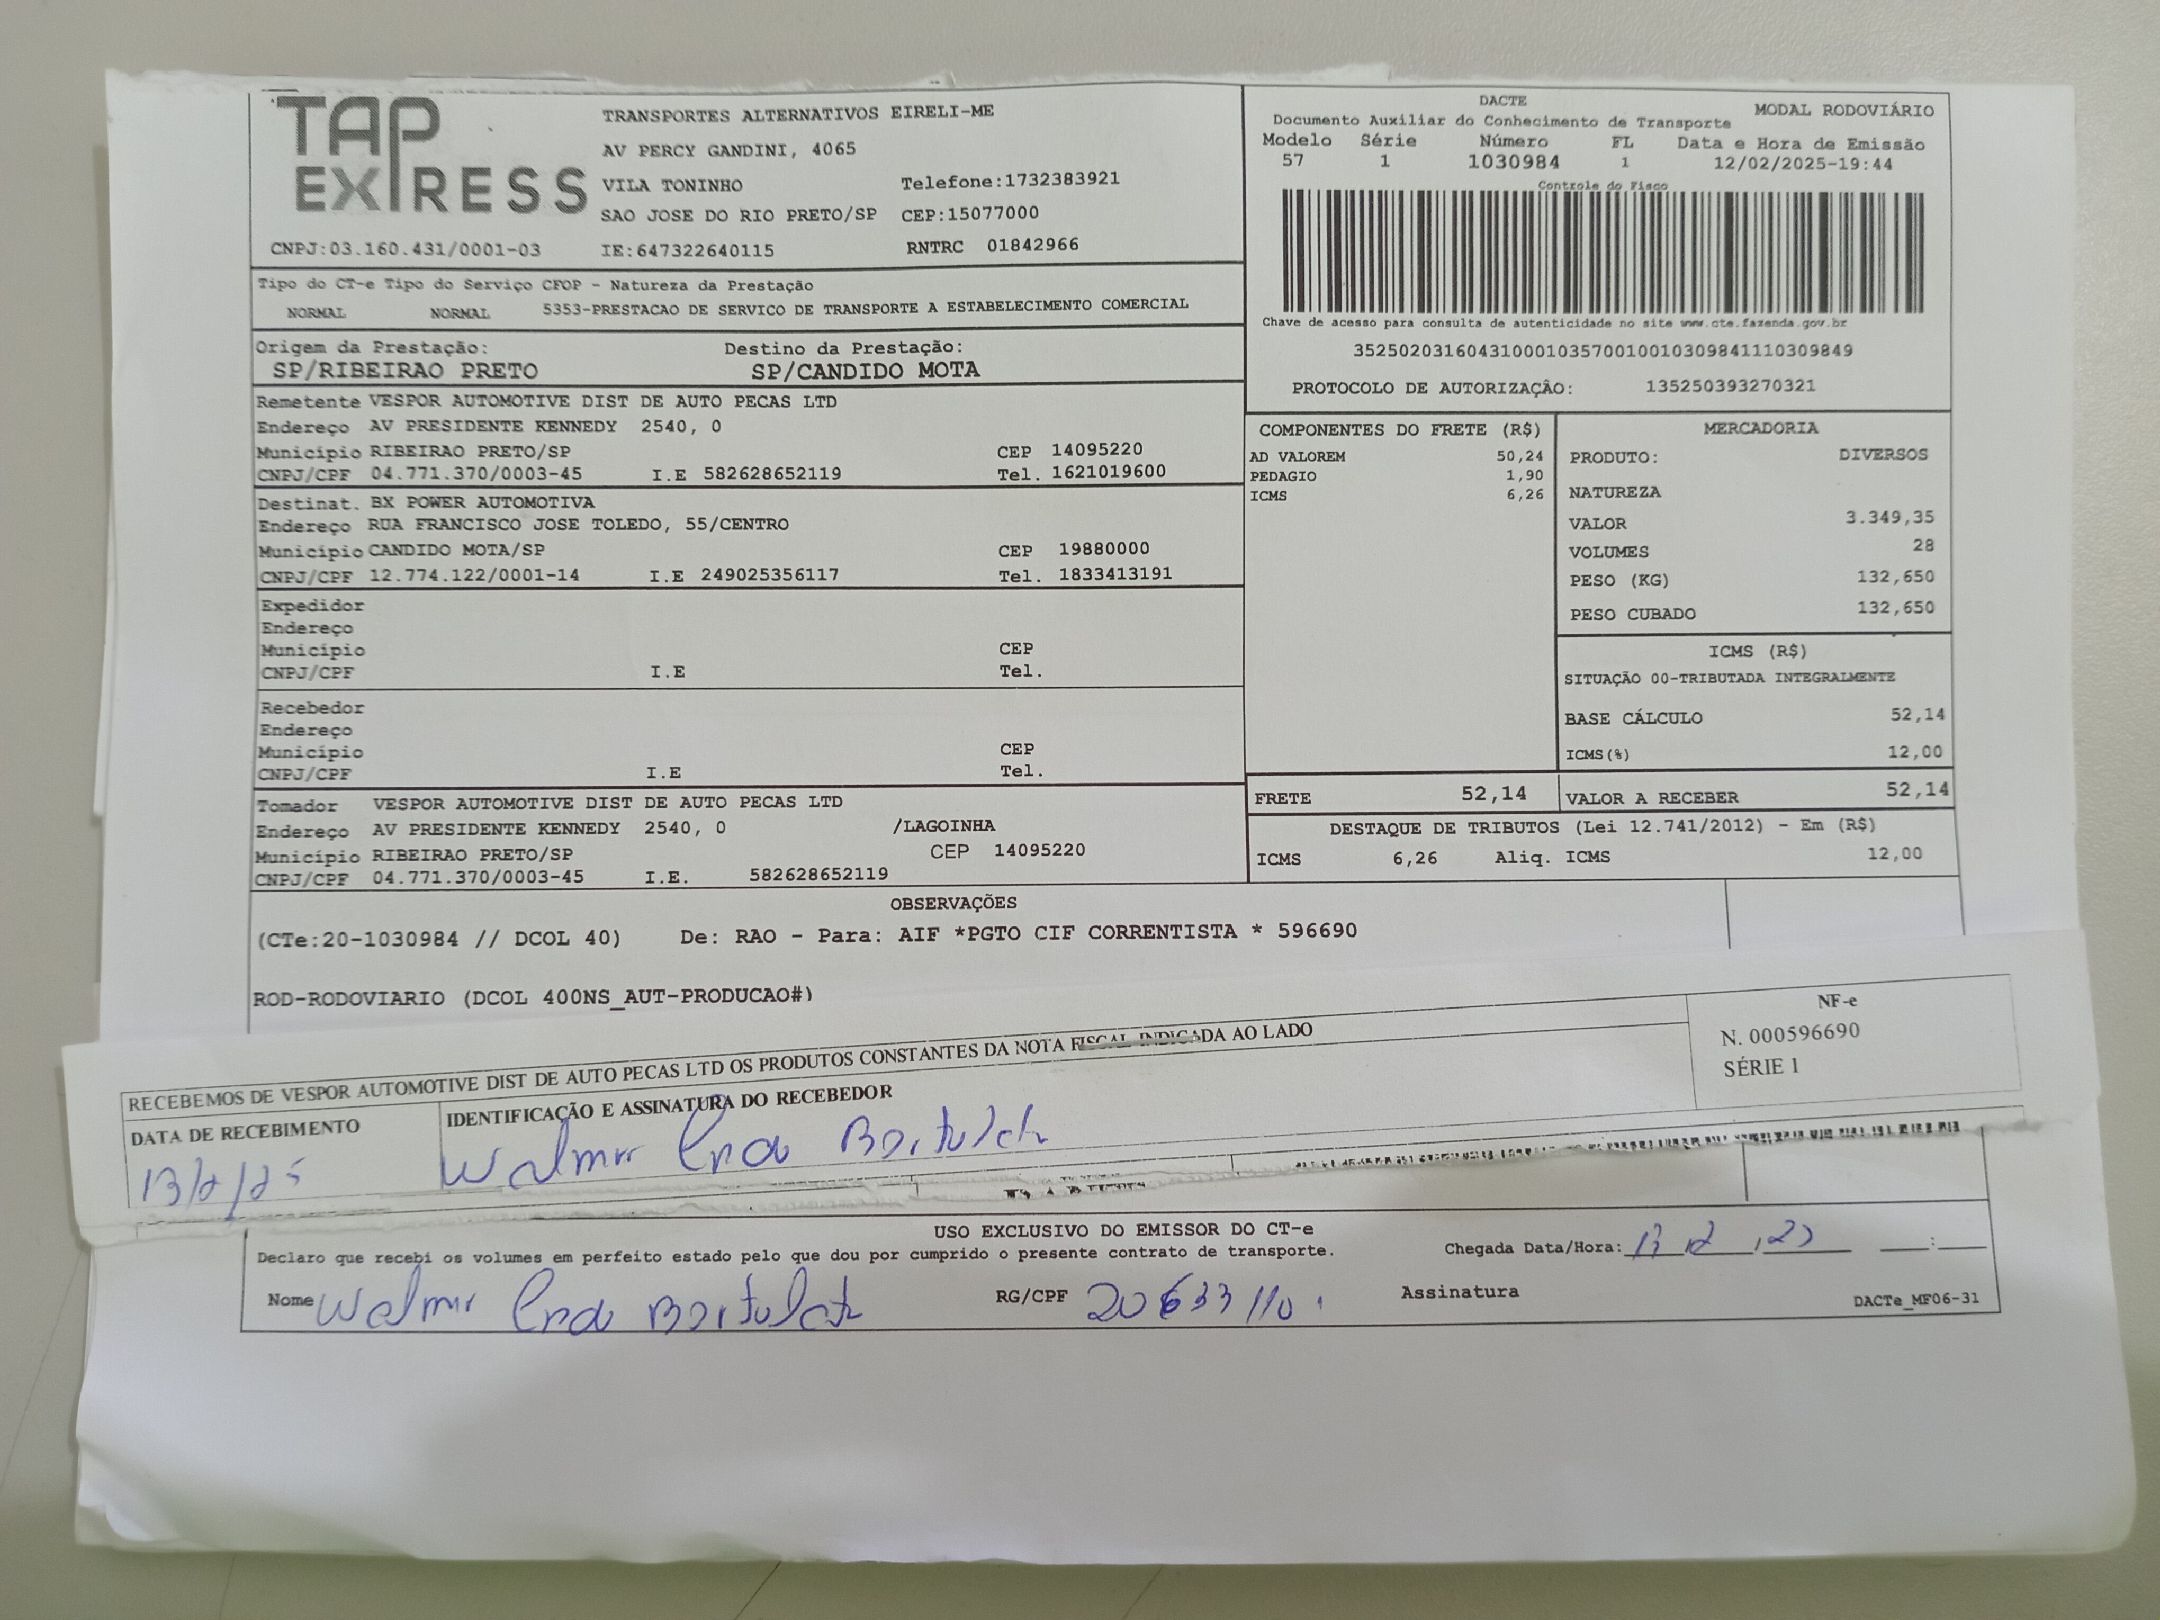 TAP EXPRESS
TRANSPORTES ALTERNATIVOS EIRELI-ME
AV PERCY GANDINI, 4065
VILA TONINHO Telefone:1732383921
SAO JOSE DO RIO PRETO/SP CEP:15077000
CNPJ:03.160.431/0001-03 IE:647322640115 RNTRC 01842966
DACTE MODAL RODOVIÁRIO
Documento Auxiliar do Conhecimento de Transporte
Modelo Série Número FL Data e Hora de Emissão
57 1 1030984 1 12/02/2025-19:44
Controle do Fisco
Chave de acesso para consulta de autenticidade no site www.cte.fazenda.gov.br
35250203160431000103570010010309841110309849
PROTOCOLO DE AUTORIZAÇÃO: 135250393270321
Tipo do CT-e Tipo do Serviço CFOP - Natureza da Prestação
NORMAL NORMAL 5353-PRESTACAO DE SERVICO DE TRANSPORTE A ESTABELECIMENTO COMERCIAL
Origem da Prestação: Destino da Prestação:
SP/RIBEIRAO PRETO SP/CANDIDO MOTA
Remetente VESPOR AUTOMOTIVE DIST DE AUTO PECAS LTD
Endereço AV PRESIDENTE KENNEDY 2540, 0
Município RIBEIRAO PRETO/SP CEP 14095220
CNPJ/CPF 04.771.370/0003-45 I.E 582628652119 Tel. 1621019600
Destinat. BX POWER AUTOMOTIVA
Endereço RUA FRANCISCO JOSE TOLEDO, 55/CENTRO
Município CANDIDO MOTA/SP CEP 19880000
CNPJ/CPF 12.774.122/0001-14 I.E 249025356117 Tel. 1833413191
Expedidor
Endereço
Município CEP
CNPJ/CPF I.E Tel.
Recebedor
Endereço
Município CEP
CNPJ/CPF I.E Tel.
Tomador VESPOR AUTOMOTIVE DIST DE AUTO PECAS LTD
Endereço AV PRESIDENTE KENNEDY 2540, 0 /LAGOINHA
Município RIBEIRAO PRETO/SP CEP 14095220
CNPJ/CPF 04.771.370/0003-45 I.E. 582628652119
COMPONENTES DO FRETE (R$)
AD VALOREM 50,24
PEDAGIO 1,90
ICMS 6,26
MERCADORIA
PRODUTO: DIVERSOS
NATUREZA
VALOR 3.349,35
VOLUMES 28
PESO (KG) 132,650
PESO CUBADO 132,650
ICMS (R$)
SITUAÇÃO 00-TRIBUTADA INTEGRALMENTE
BASE CÁLCULO 52,14
ICMS(%) 12,00
FRETE 52,14 VALOR A RECEBER 52,14
DESTAQUE DE TRIBUTOS (Lei 12.741/2012) - Em (R$)
ICMS 6,26 Aliq. ICMS 12,00
OBSERVAÇÕES
(CTe:20-1030984 // DCOL 40) De: RAO - Para: AIF *PGTO CIF CORRENTISTA * 596690
ROD-RODOVIARIO (DCOL 400NS_AUT-PRODUCAO#)
RECEBEMOS DE VESPOR AUTOMOTIVE DIST DE AUTO PECAS LTD OS PRODUTOS CONSTANTES DA NOTA FISCAL INDICADA AO LADO
DATA DE RECEBIMENTO IDENTIFICAÇÃO E ASSINATURA DO RECEBEDOR
13/2/25 Walmir
NF-e
N. 000596690
SÉRIE 1
USO EXCLUSIVO DO EMISSOR DO CT-e
Declaro que recebi os volumes em perfeito estado pelo que dou por cumprido o presente contrato de transporte. Chegada Data/Hora: 13 2 25 :
Nome Walmir RG/CPF 20633110 Assinatura DACTe_MF06-31